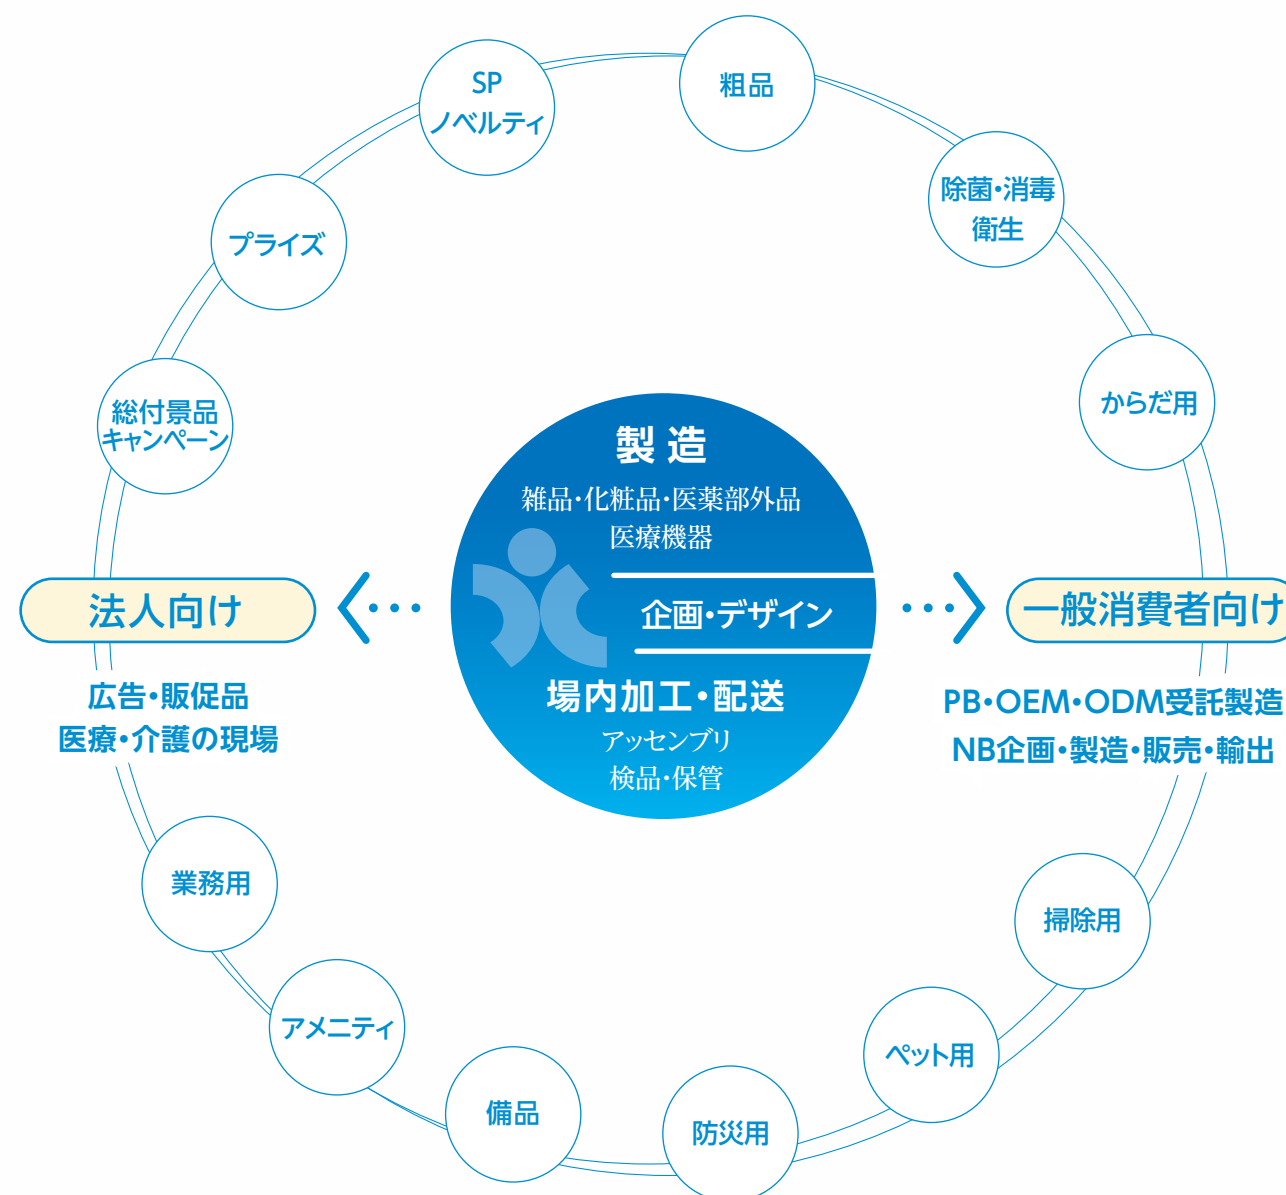 SP
ノベルティ
粗品
除菌・消毒
衛生
プライズ
からだ用
総付景品
キャンペーン
製造
雑品・化粧品・医薬部外品
医療機器
企画・デザイン
場内加工・配送
アッセンブリ
検品・保管
法人向け
広告・販促品
医療・介護の現場
一般消費者向け
PB・OEM・ODM受託製造
NB企画・製造・販売・輸出
業務用
掃除用
アメニティ
ペット用
備品
防災用